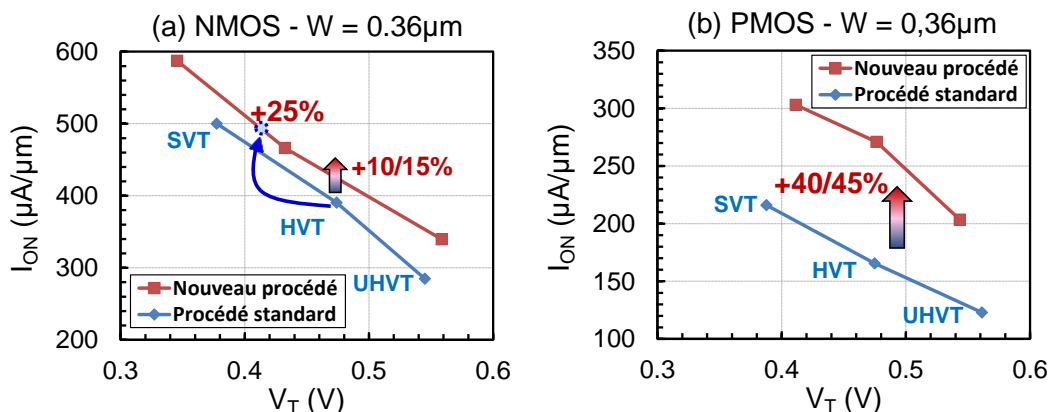 (a) NMOS - W = 0.36µm
600
500
400
300
200
I_ON (µA/µm)
+25%
SVT
+10/15%
HVT
UHVT
Nouveau procédé
Procédé standard
0.3 0.4 0.5 0.6
V_T (V)
(b) PMOS - W = 0,36µm
350
300
250
200
150
100
I_ON (µA/µm)
Nouveau procédé
Procédé standard
+40/45%
SVT
HVT
UHVT
0.3 0.4 0.5 0.6
V_T (V)